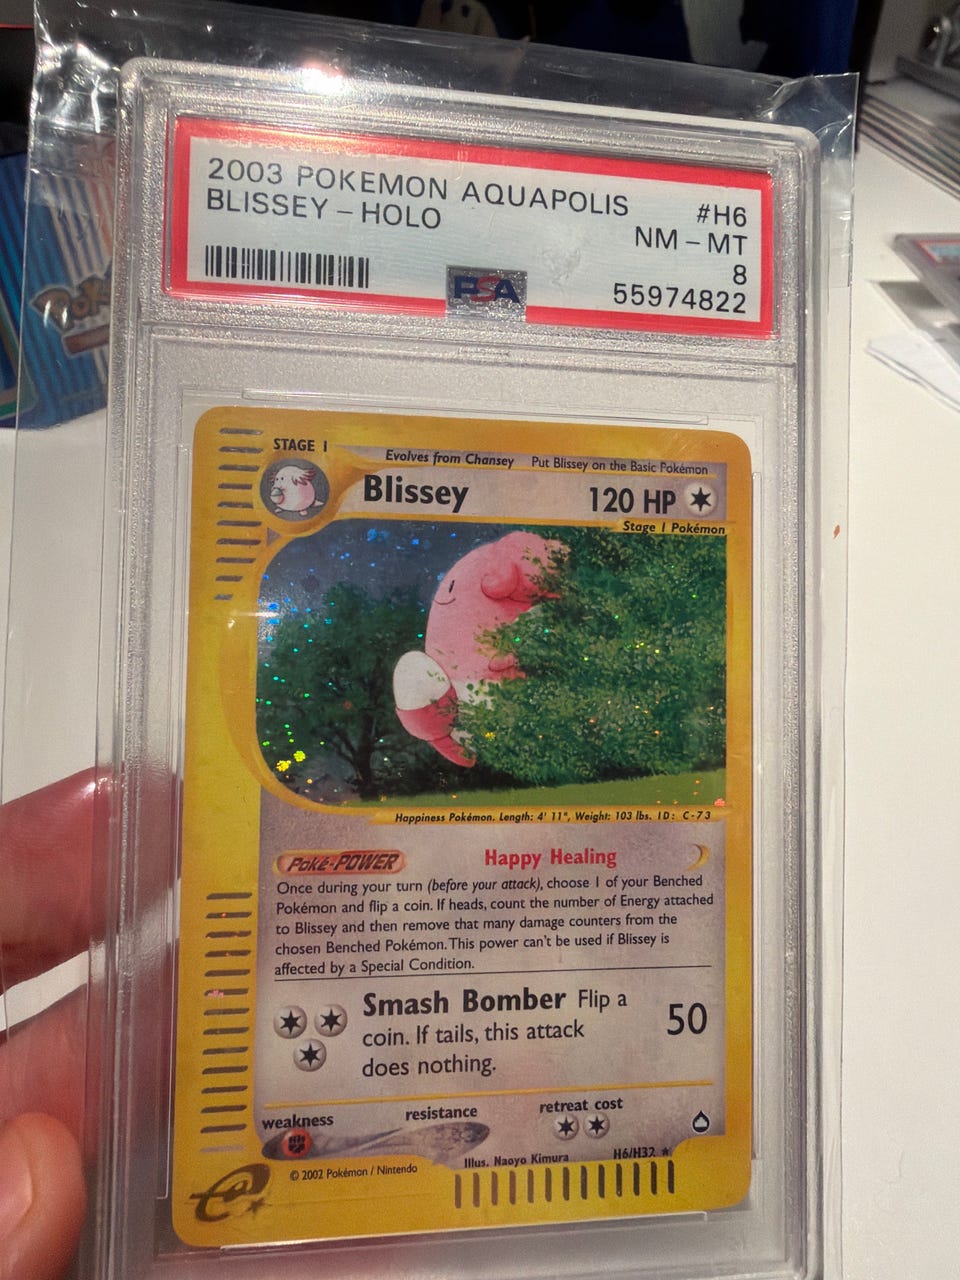 2003 POKEMON AQUAPOLIS #H6
BLISSEY – HOLO NM – MT
8
PSA 55974822
STAGE 1
Evolves from Chansey Put Blissey on the Basic Pokémon
Blissey 120 HP
Stage 1 Pokémon
Happiness Pokémon. Length: 4' 11", Weight: 103 lbs. ID: C-73
Poké-POWER Happy Healing
Once during your turn (before your attack), choose 1 of your Benched
Pokémon and flip a coin. If heads, count the number of Energy attached
to Blissey and then remove that many damage counters from the
chosen Benched Pokémon. This power can't be used if Blissey is
affected by a Special Condition.
Smash Bomber Flip a
coin. If tails, this attack
does nothing.
50
weakness resistance retreat cost
Illus. Naoyo Kimura H6/H32
© 2002 Pokémon / Nintendo
e